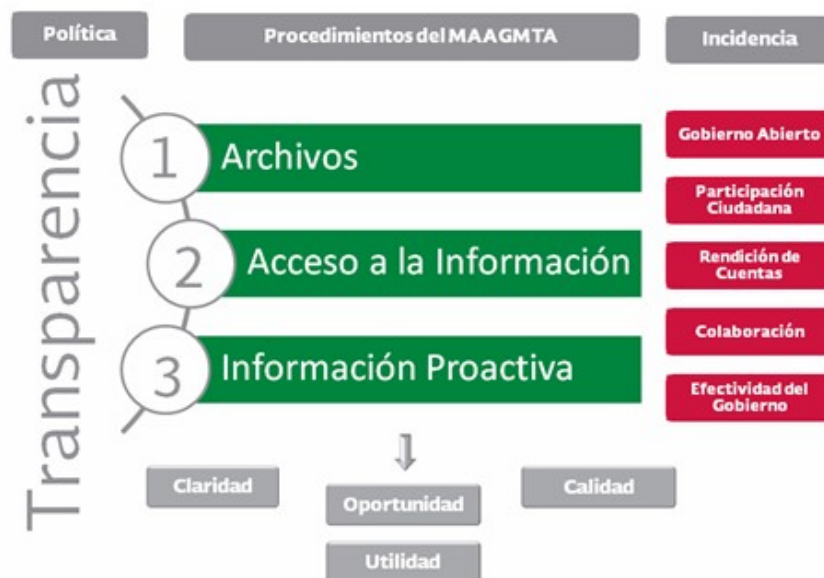 Política
Procedimientos del MAAGMTA
Incidencia
Transparencia
1
Archivos
2
Acceso a la Información
3
Información Proactiva
Gobierno Abierto
Participación
Ciudadana
Rendición de
Cuentas
Colaboración
Efectividad del
Gobierno
Claridad
Oportunidad
Calidad
Utilidad